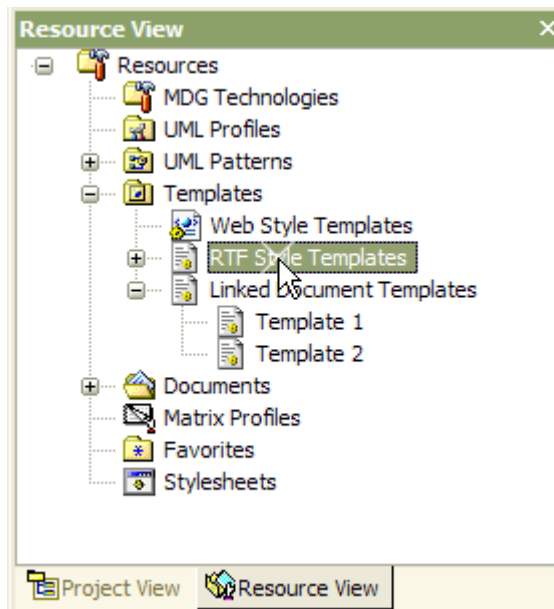 Resource View
Resources
MDG Technologies
UML Profiles
UML Patterns
Templates
Web Style Templates
RTF Style Templates
Linked Document Templates
Template 1
Template 2
Documents
Matrix Profiles
Favorites
Stylesheets
Project View Resource View